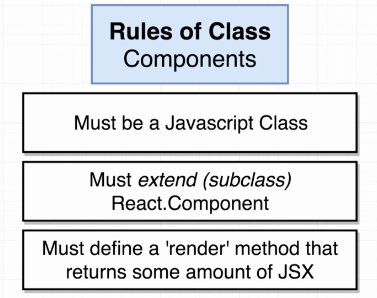 Rules of Class
Components
Must be a Javascript Class
Must extend (subclass)
React.Component
Must define a 'render' method that
returns some amount of JSX